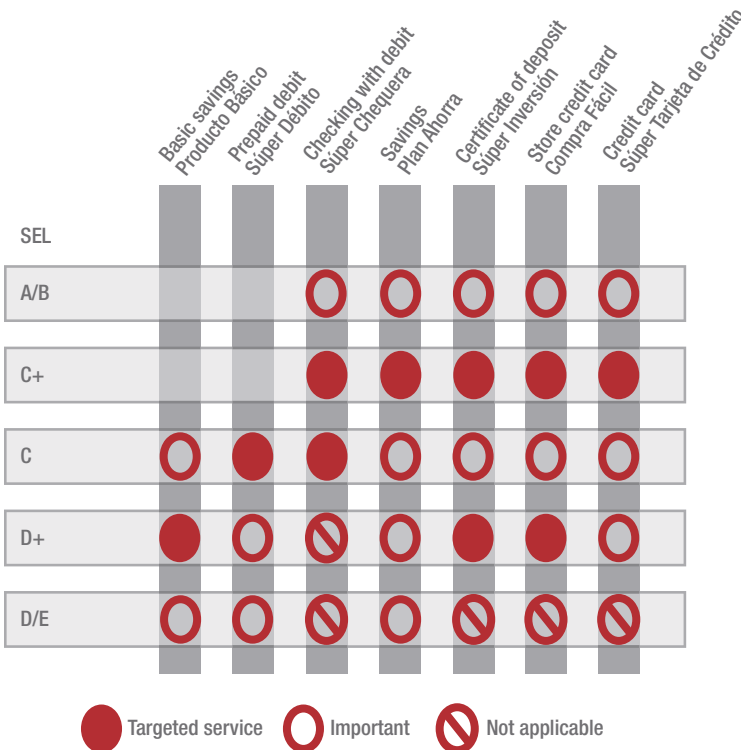 Basic savings
Producto Básico
Prepaid debit
Súper Débito
Checking with debit
Súper Chequera
Savings
Plan Ahorra
Certificate of deposit
Súper Inversión
Store credit card
Compra Fácil
Credit card
Súper Tarjeta de Crédito
SEL
A/B
C+
C
D+
D/E
Targeted service
Important
Not applicable